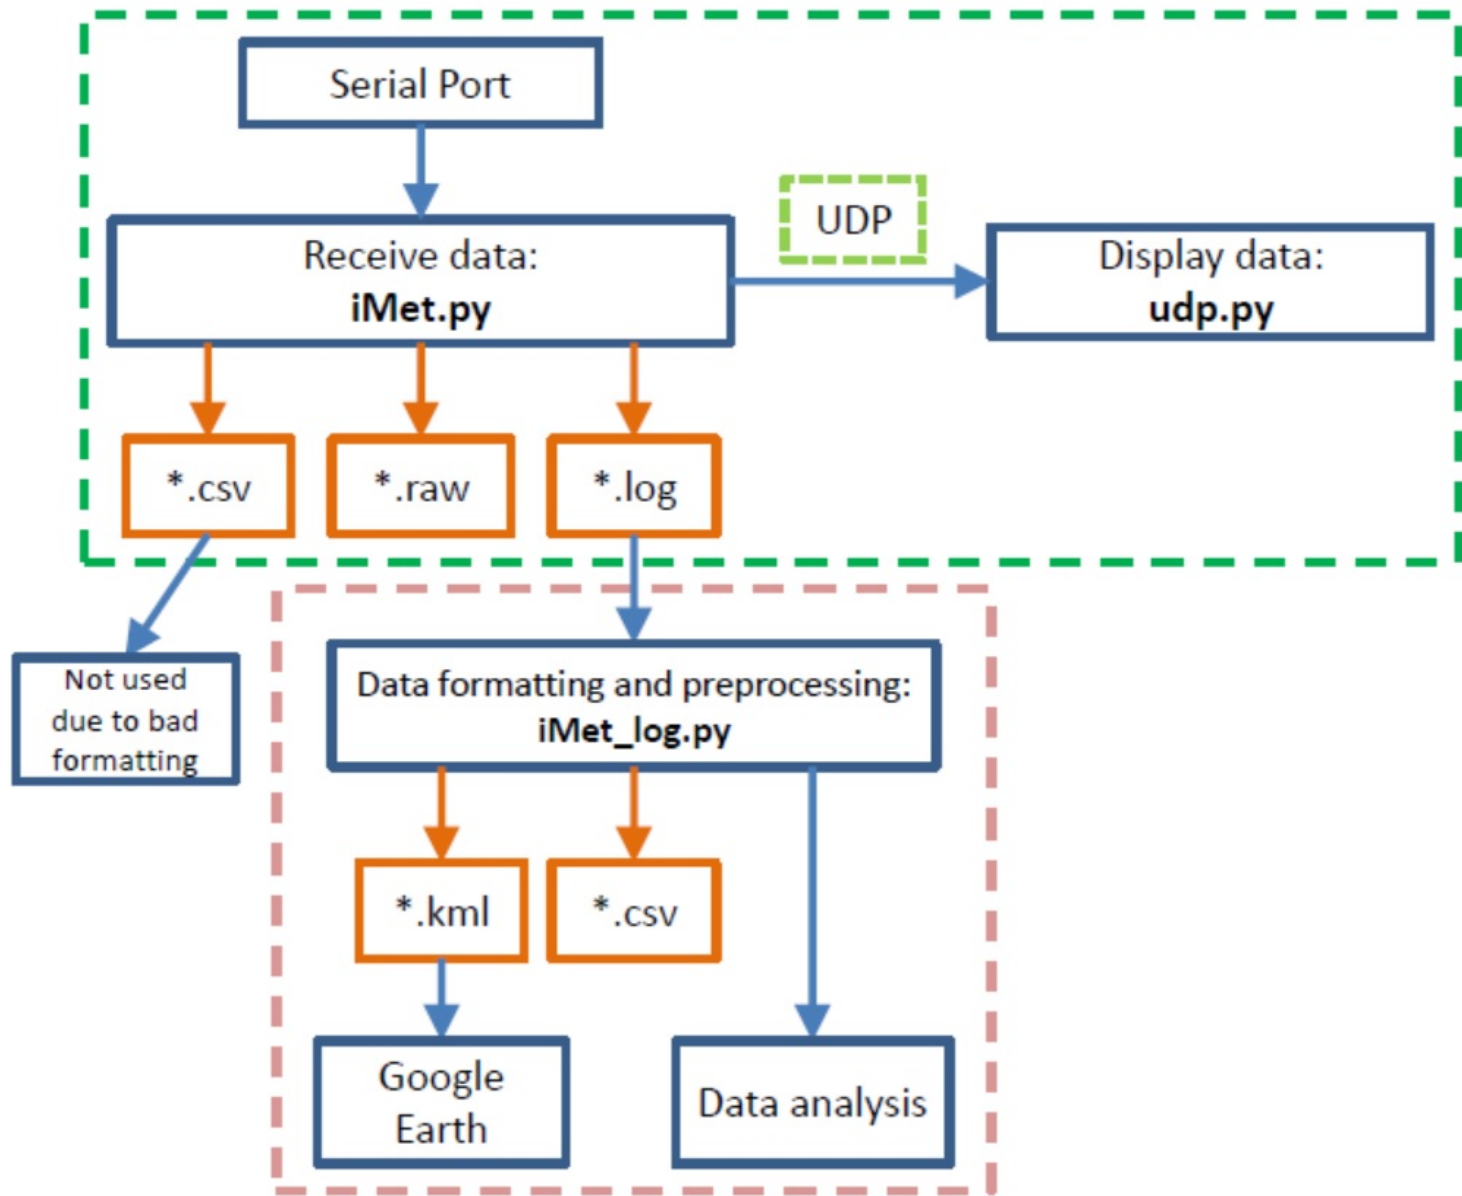 Serial Port
UDP
Receive data:
iMet.py
Display data:
udp.py
*.csv
*.raw
*.log
Not used
due to bad
formatting
Data formatting and preprocessing:
iMet_log.py
*.kml
*.csv
Google
Earth
Data analysis